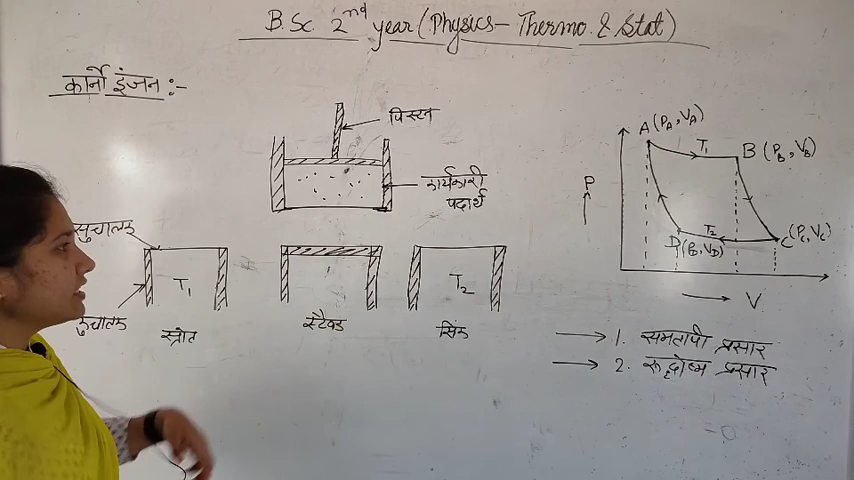 B.Sc. 2nd year (Physics - Thermo. & Stat)
कार्नो इंजन :-
पिस्टन
कार्यकारी
पदार्थ
सुचालक
कुचालक
T1
स्त्रोत
स्टैण्ड
T2
सिंक
A (PA, VA)
T1
B (PB, VB)
P
T2
D (PD, VD)
C (PC, VC)
V
→ 1. समतापी प्रसार
→ 2. रुद्धोष्म प्रसार